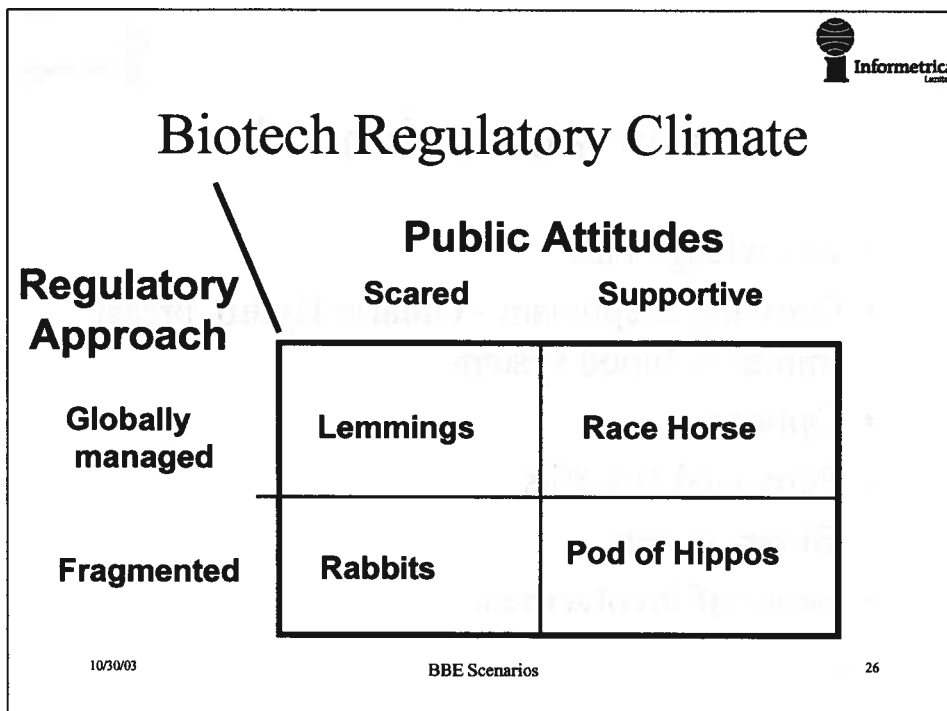 Informetrica
Limited
Biotech Regulatory Climate
Public Attitudes
Regulatory
Approach
Scared Supportive
Globally
managed
Lemmings Race Horse
Fragmented Rabbits Pod of Hippos
10/30/03 BBE Scenarios 26